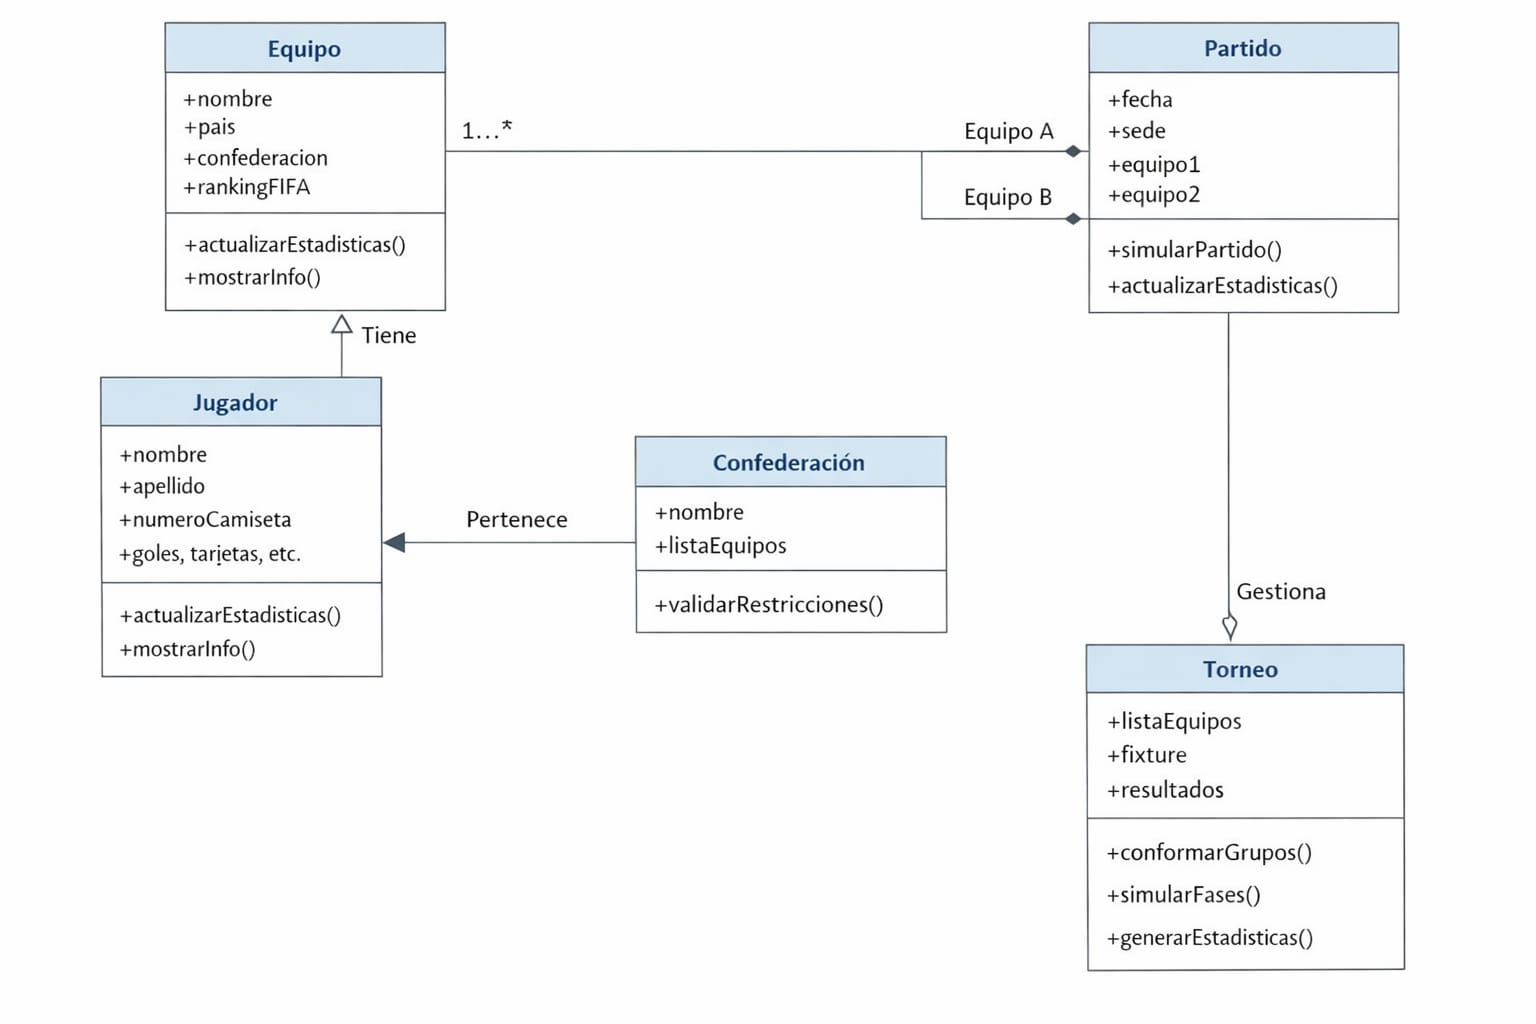 Equipo
+nombre
+pais
+confederacion
+rankingFIFA
+actualizarEstadisticas()
+mostrarInfo()
1...*
Equipo A
Equipo B
Partido
+fecha
+sede
+equipo1
+equipo2
+simularPartido()
+actualizarEstadisticas()
Tiene
Jugador
+nombre
+apellido
+numeroCamiseta
+goles, tarjetas, etc.
+actualizarEstadisticas()
+mostrarInfo()
Pertenece
Confederación
+nombre
+listaEquipos
+validarRestricciones()
Gestiona
Torneo
+listaEquipos
+fixture
+resultados
+conformarGrupos()
+simularFases()
+generarEstadisticas()